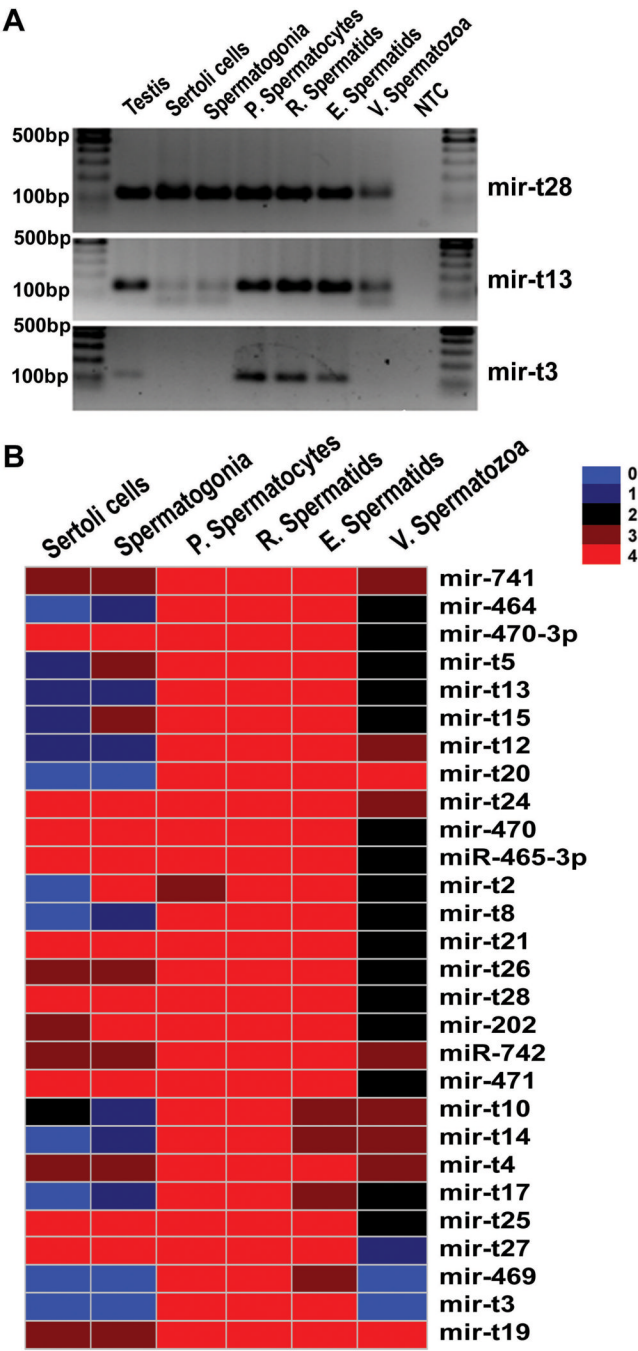 A
Testis
Sertoli cells
Spermatogonia
P. Spermatocytes
R. Spermatids
E. Spermatids
V. Spermatozoa
NTC
500bp
100bp
mir-t28
500bp
100bp
mir-t13
500bp
100bp
mir-t3
B
Sertoli cells
Spermatogonia
P. Spermatocytes
R. Spermatids
E. Spermatids
V. Spermatozoa
0
1
2
3
4
mir-741
mir-464
mir-470-3p
mir-t5
mir-t13
mir-t15
mir-t12
mir-t20
mir-t24
mir-470
miR-465-3p
mir-t2
mir-t8
mir-t21
mir-t26
mir-t28
mir-202
miR-742
mir-471
mir-t10
mir-t14
mir-t4
mir-t17
mir-t25
mir-t27
mir-469
mir-t3
mir-t19